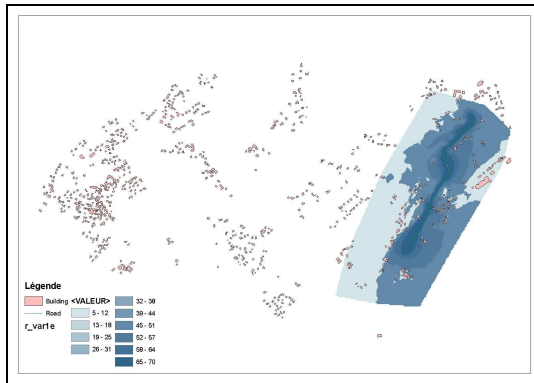 Légende
Building
Road
r_var1e
<VALEUR>
5 - 12
13 - 18
19 - 25
26 - 31
32 - 38
39 - 44
45 - 51
52 - 57
58 - 64
65 - 70